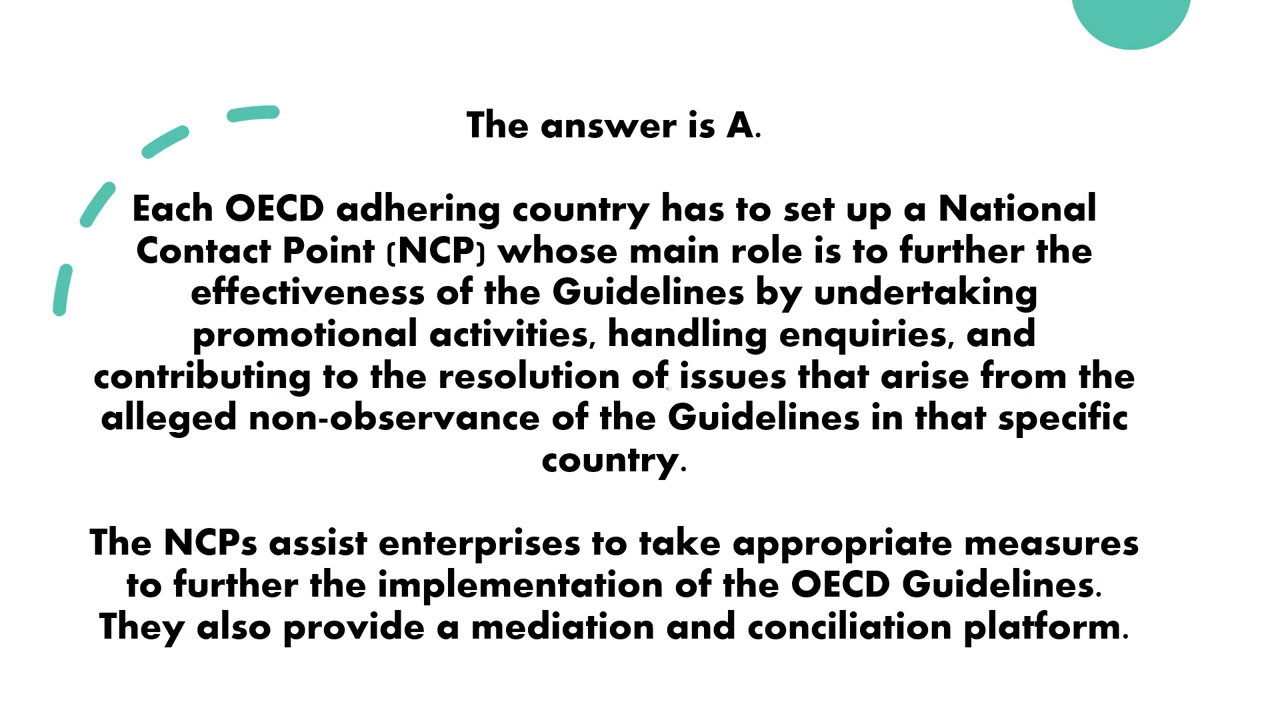 The answer is A.
Each OECD adhering country has to set up a National
Contact Point (NCP) whose main role is to further the
effectiveness of the Guidelines by undertaking
promotional activities, handling enquiries, and
contributing to the resolution of issues that arise from the
alleged non-observance of the Guidelines in that specific
country.
The NCPs assist enterprises to take appropriate measures
to further the implementation of the OECD Guidelines.
They also provide a mediation and conciliation platform.